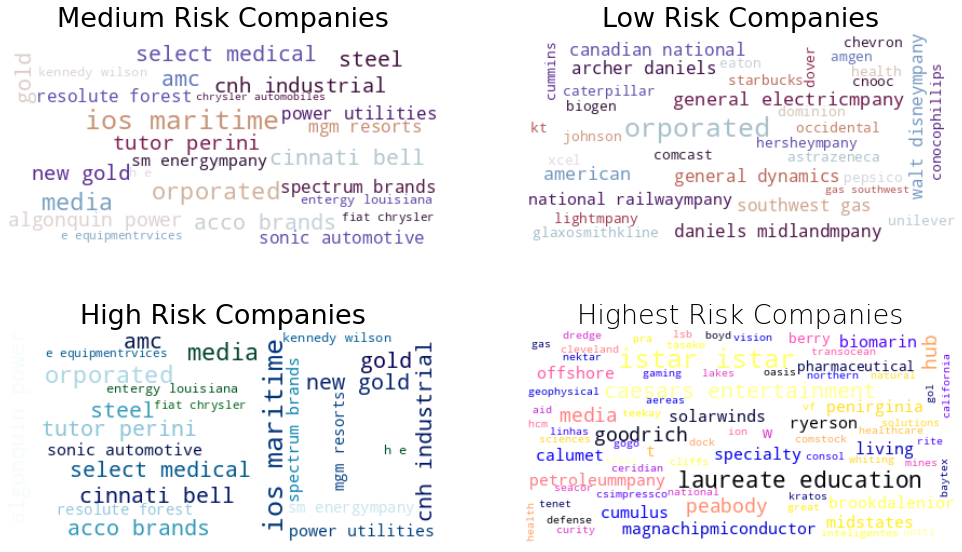 Medium Risk Companies
select medical
steel
gold
kennedy wilson
amc
cnh industrial
resolute forest
chrysler automobiles
ios maritime
power utilities
mgm resorts
tutor perini
sm energympany
cinnati bell
new gold
h e
orporated
spectrum brands
media
entergy louisiana
algonquin power
acco brands
fiat chrysler
e equipmentrvices
sonic automotive
Low Risk Companies
chevron
canadian national
amgen
cummins
archer daniels
eaton
dover
health
starbucks
cnooc
caterpillar
general electricmpany
biogen
dominion
walt disneympany
conocophillips
kt
johnson
orporated
occidental
hersheympany
comcast
astrazeneca
xcel
american
general dynamics
pepsico
gas southwest
national railwaympany
southwest gas
lightmpany
unilever
glaxosmithkline
daniels midlandmpany
High Risk Companies
amc
kennedy wilson
e equipmentrvices
media
gold
orporated
new gold
entergy louisiana
steel
fiat chrysler
tutor perini
ios maritime
spectrum brands
mgm resorts
cnh industrial
sonic automotive
h e
select medical
cinnati bell
resolute forest
sm energympany
acco brands
power utilities
algonquin power
Highest Risk Companies
dredge
lsb
boyd
vision
berry
biomarin
hub
gas
pra
taseko
cleveland
transocean
nektar
istar istar
oasis
pharmaceutical
offshore
gaming
lakes
northern
natural
california
geophysical
caesars entertainment
gol
aereas
aid
media
teekay
solarwinds
vf
penirginia
hcm
ryerson
solutions
linhas
goodrich
ion
w
healthcare
sciences
gogo
dock
comstock
rite
calumet
t
specialty
consol
living
cliffs
whiting
mines
ceridian
petroleummpany
laureate education
baytex
seacor
csimpressco
national
kratos
tenet
peabody
great
brookdalenior
health
defense
cumulus
midstates
curity
magnachipmiconductor
inteligentes